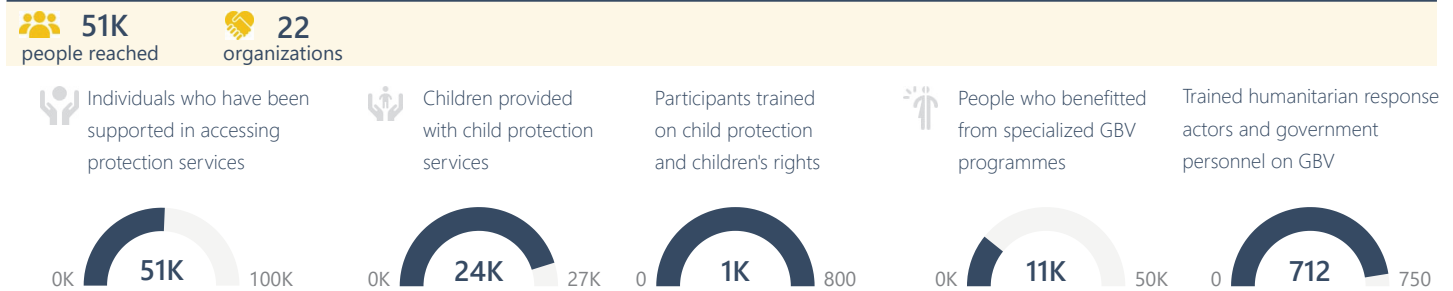 51K
people reached
22
organizations
Individuals who have been
supported in accessing
protection services
0K
51K
100K
Children provided
with child protection
services
0K
24K
27K
Participants trained
on child protection
and children's rights
0
1K
800
People who benefitted
from specialized GBV
programmes
0K
11K
50K
Trained humanitarian response
actors and government
personnel on GBV
0
712
750